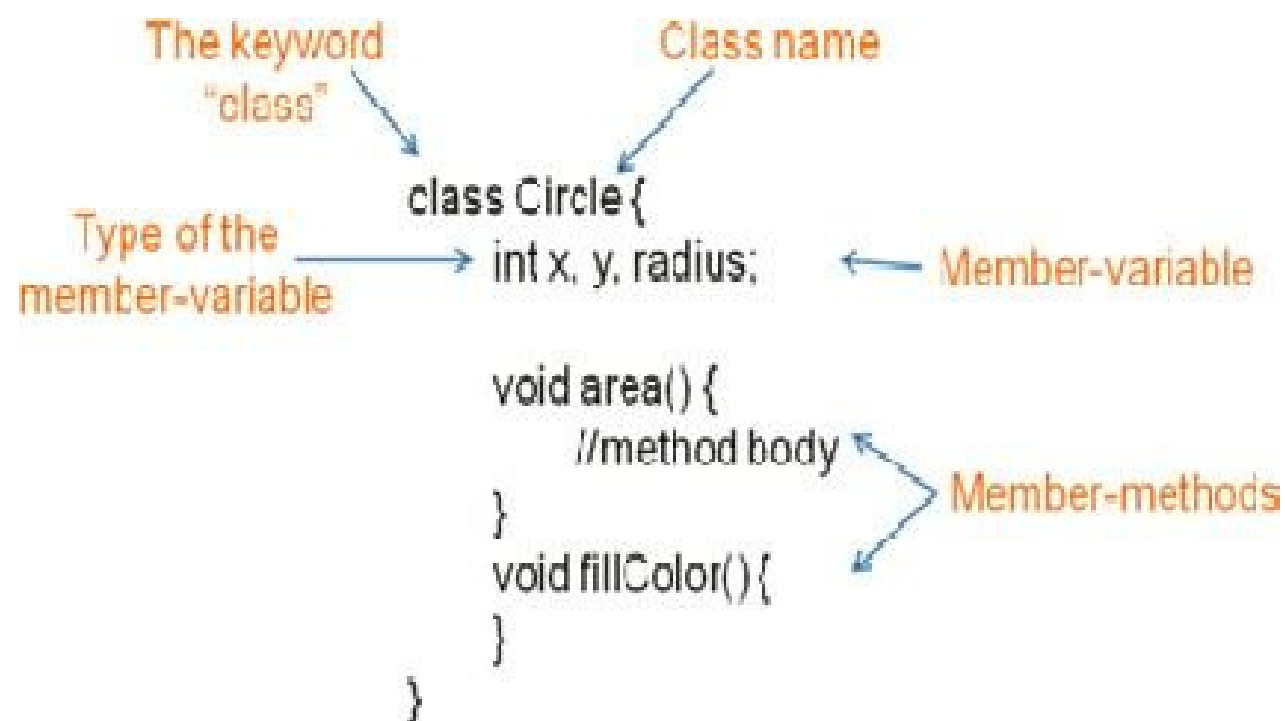 The keyword
"class"
Class name
class Circle {
Type of the
member-variable
int x, y, radius;
Member-variable
void area() {
//method body
}
Member-methods
void fillColor(){
}
}